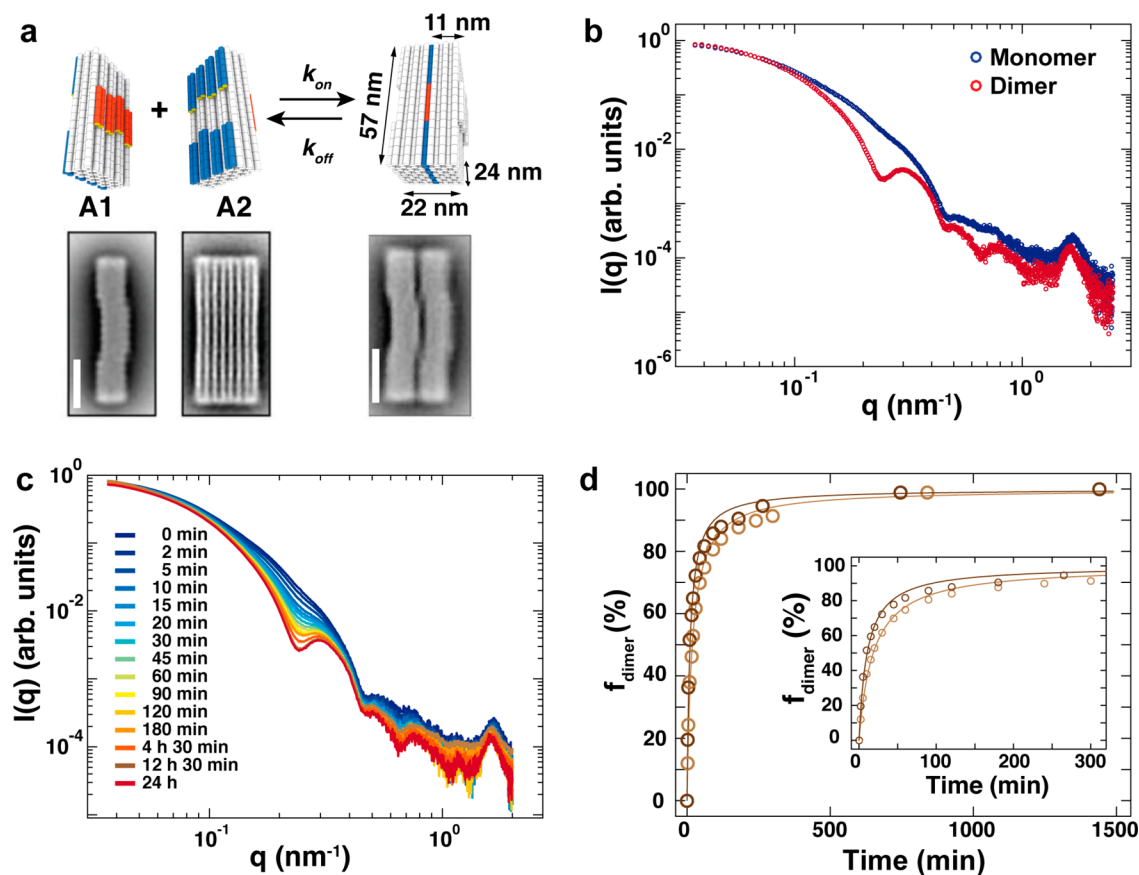 a
11 nm
A1
+
A2
k_on
k_off
57 nm
24 nm
22 nm
b
10^0
10^-2
10^-4
10^-6
I(q) (arb. units)
Monomer
Dimer
10^-1
10^0
q (nm^-1)
c
10^0
10^-2
10^-4
I(q) (arb. units)
0 min
2 min
5 min
10 min
15 min
20 min
30 min
45 min
60 min
90 min
120 min
180 min
4 h 30 min
12 h 30 min
24 h
10^-1
10^0
q (nm^-1)
d
100
80
60
40
20
0
f_dimer (%)
0
500
1000
1500
Time (min)
80
60
40
20
0
f_dimer (%)
0
100
200
300
Time (min)